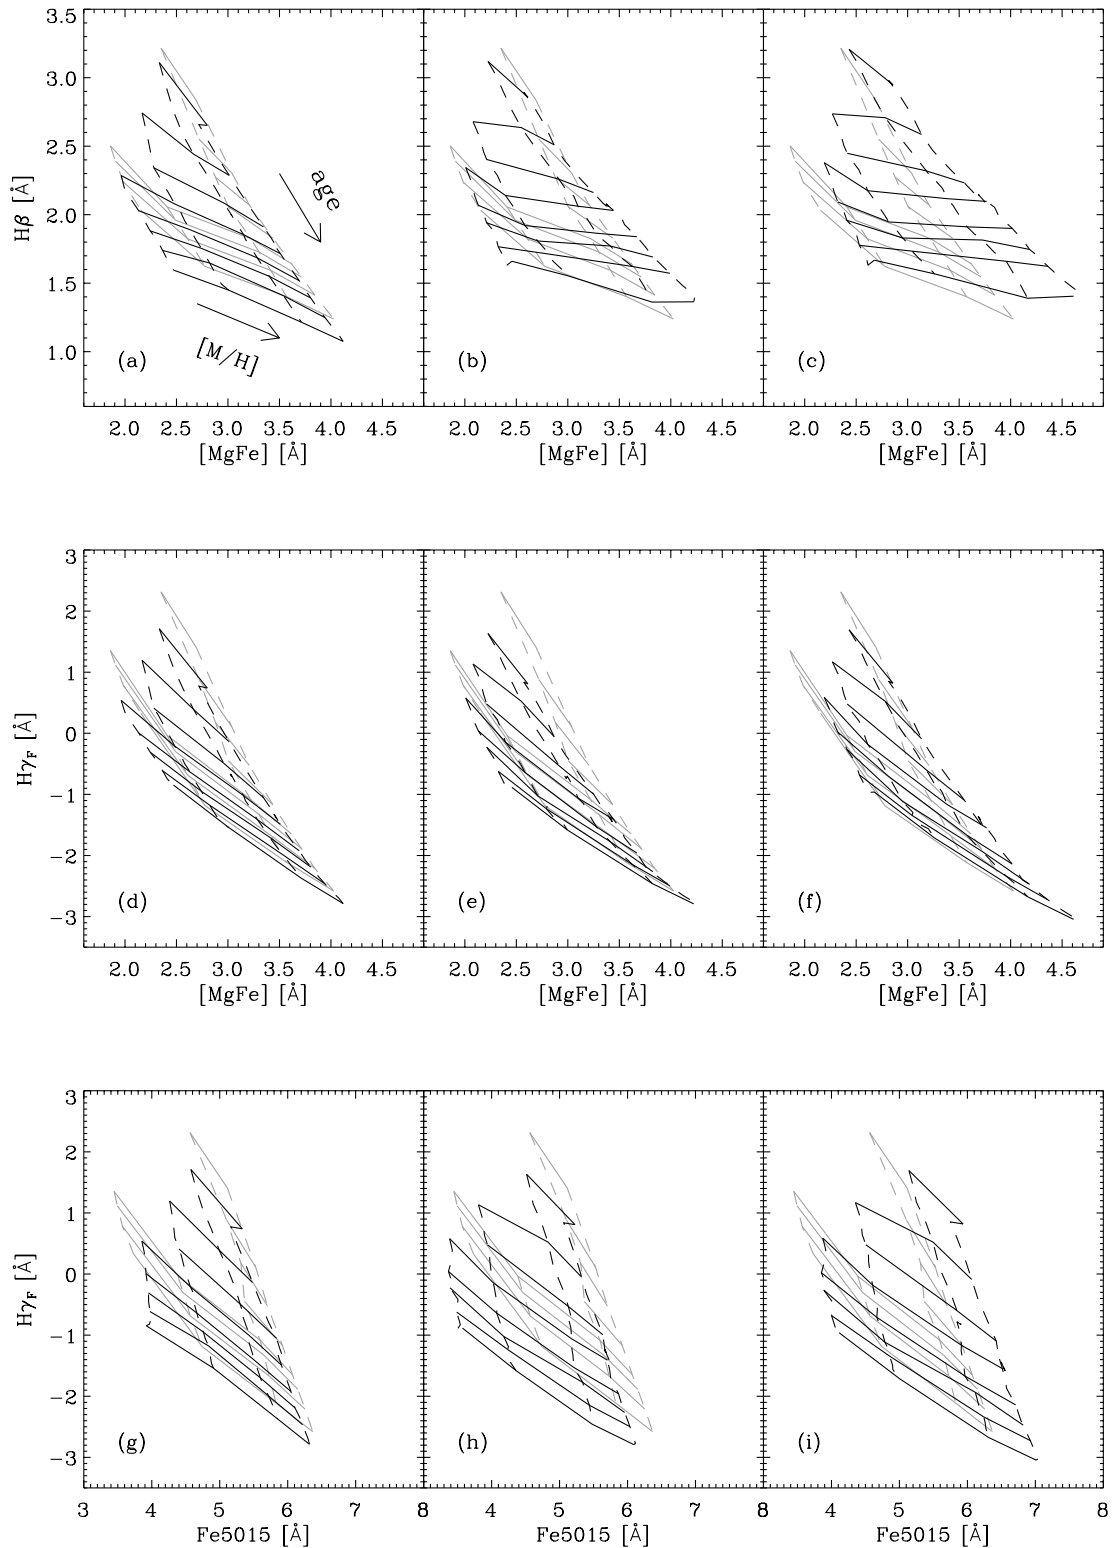 3.5
3.0
2.5
2.0
1.5
1.0
Hβ [Å]
age
[M/H]
(a)
(b)
(c)
2.0 2.5 3.0 3.5 4.0 4.5
2.0 2.5 3.0 3.5 4.0 4.5
2.0 2.5 3.0 3.5 4.0 4.5
[MgFe] [Å]
[MgFe] [Å]
[MgFe] [Å]
3
2
1
0
−1
−2
−3
HγF [Å]
(d)
(e)
(f)
2.0 2.5 3.0 3.5 4.0 4.5
2.0 2.5 3.0 3.5 4.0 4.5
2.0 2.5 3.0 3.5 4.0 4.5
[MgFe] [Å]
[MgFe] [Å]
[MgFe] [Å]
3
2
1
0
−1
−2
−3
HγF [Å]
(g)
(h)
(i)
3 4 5 6 7 8
4 5 6 7 8
4 5 6 7 8
Fe5015 [Å]
Fe5015 [Å]
Fe5015 [Å]